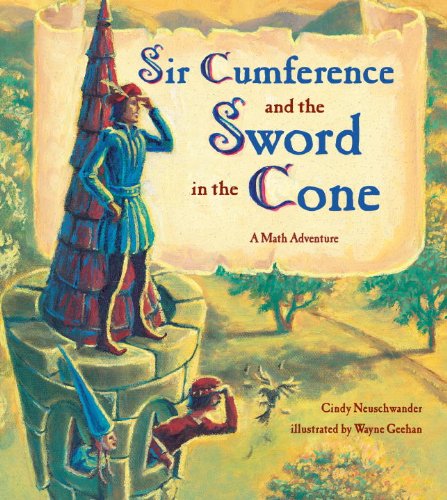 Sir Cumference
and the
Sword
in the
Cone
A Math Adventure
Cindy Neuschwander
illustrated by Wayne Geehan